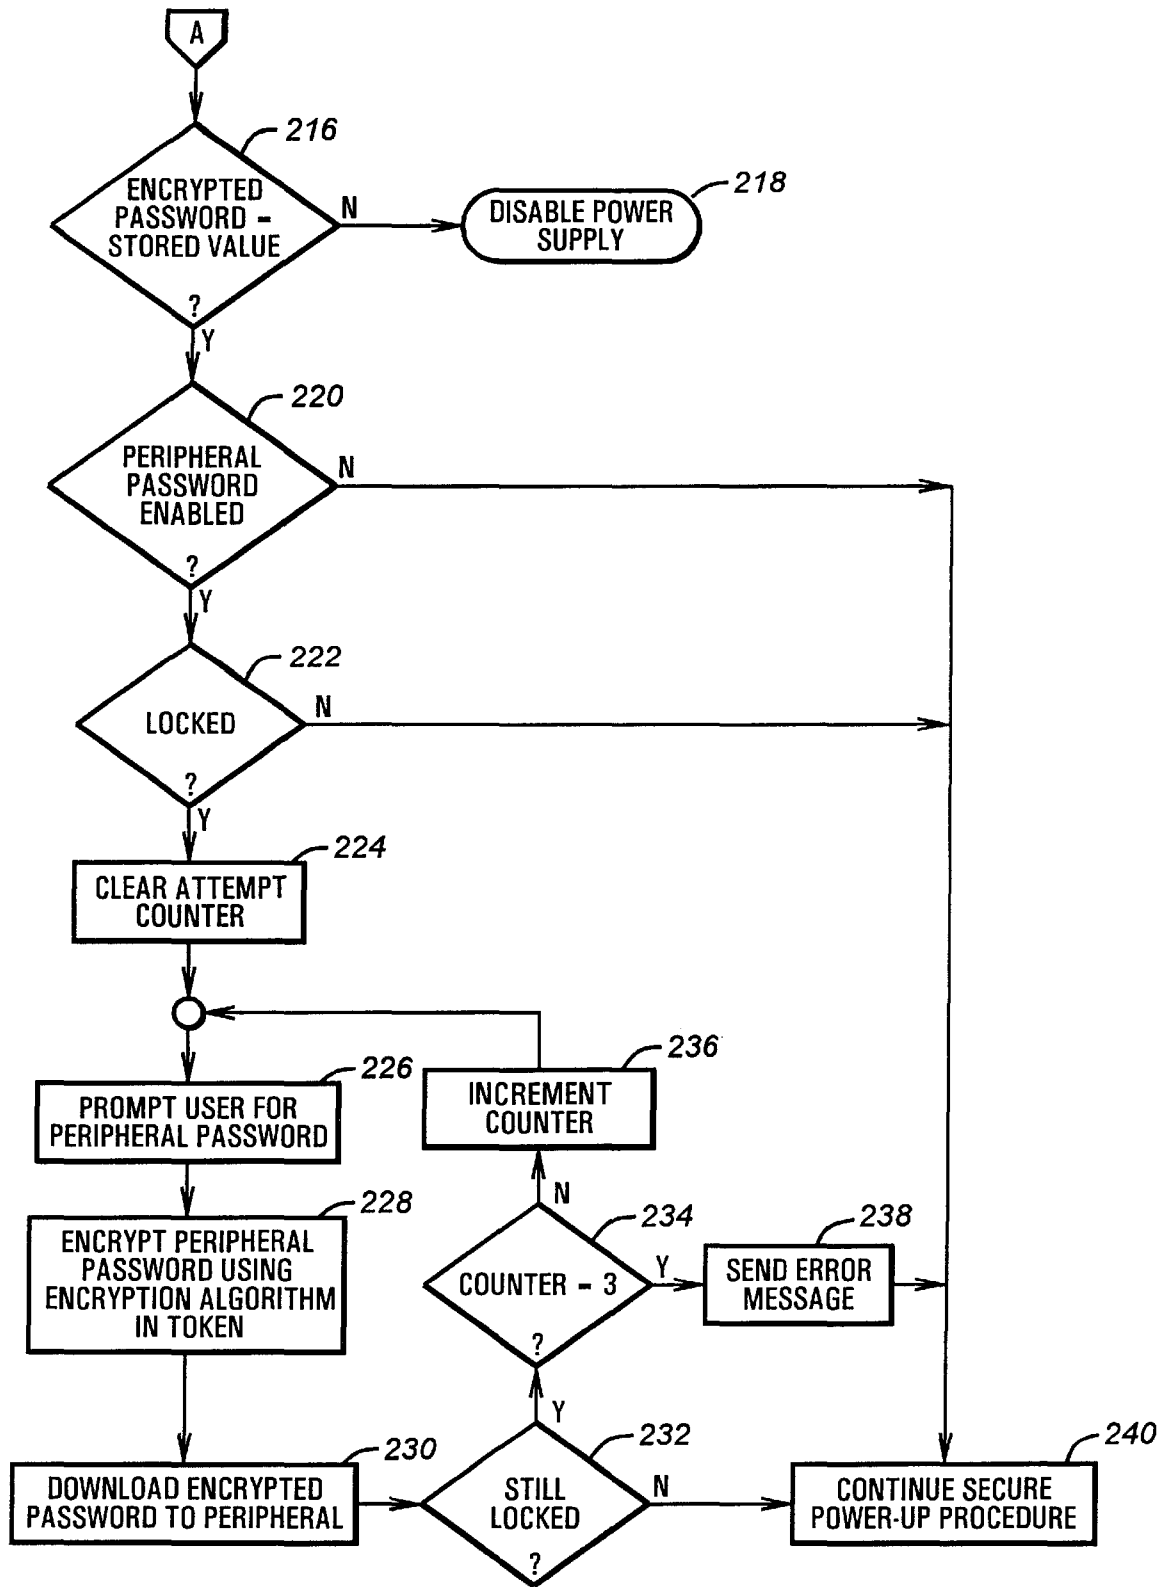 A
216
ENCRYPTED
PASSWORD =
STORED VALUE
?
N
Y
DISABLE POWER
SUPPLY
218
220
PERIPHERAL
PASSWORD
ENABLED
?
N
Y
222
LOCKED
?
N
Y
224
CLEAR ATTEMPT
COUNTER
226
PROMPT USER FOR
PERIPHERAL PASSWORD
236
INCREMENT
COUNTER
228
ENCRYPT PERIPHERAL
PASSWORD USING
ENCRYPTION ALGORITHM
IN TOKEN
N
234
COUNTER = 3
?
Y
238
SEND ERROR
MESSAGE
230
DOWNLOAD ENCRYPTED
PASSWORD TO PERIPHERAL
Y
232
STILL
LOCKED
?
N
240
CONTINUE SECURE
POWER-UP PROCEDURE